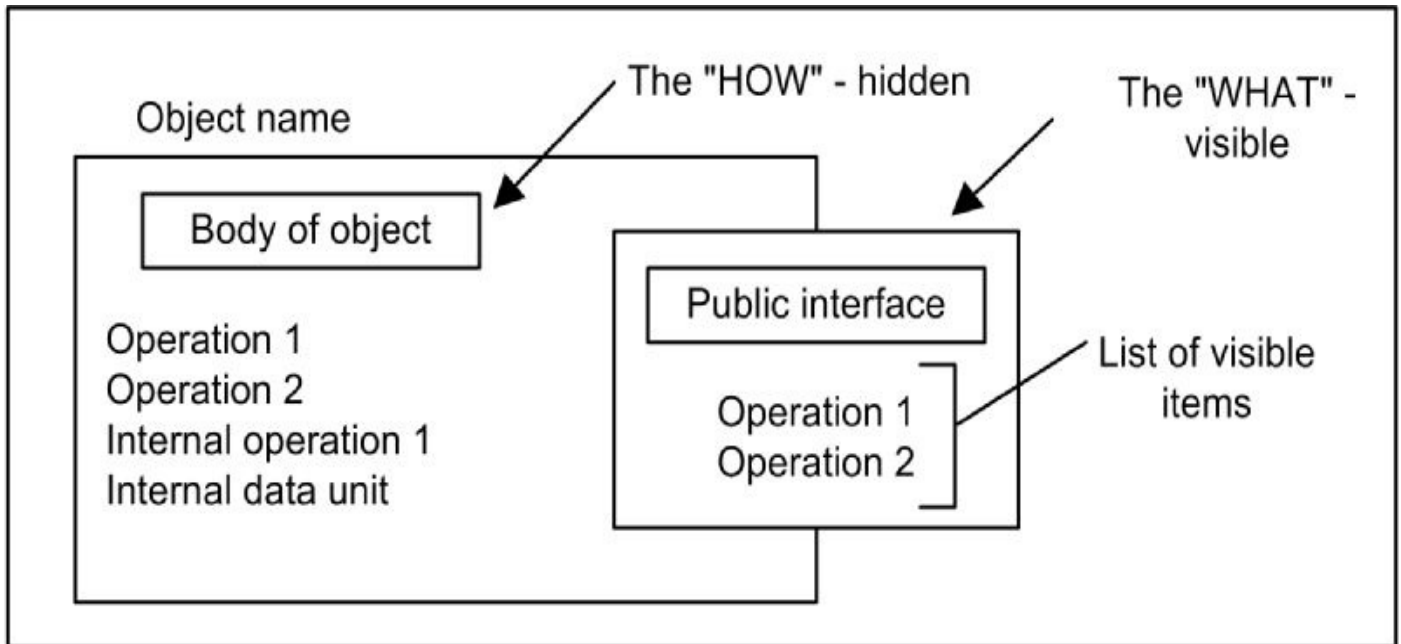 The "HOW" - hidden
The "WHAT" -
visible
Object name
Body of object
Public interface
Operation 1
Operation 2
Internal operation 1
Internal data unit
List of visible
items
Operation 1
Operation 2